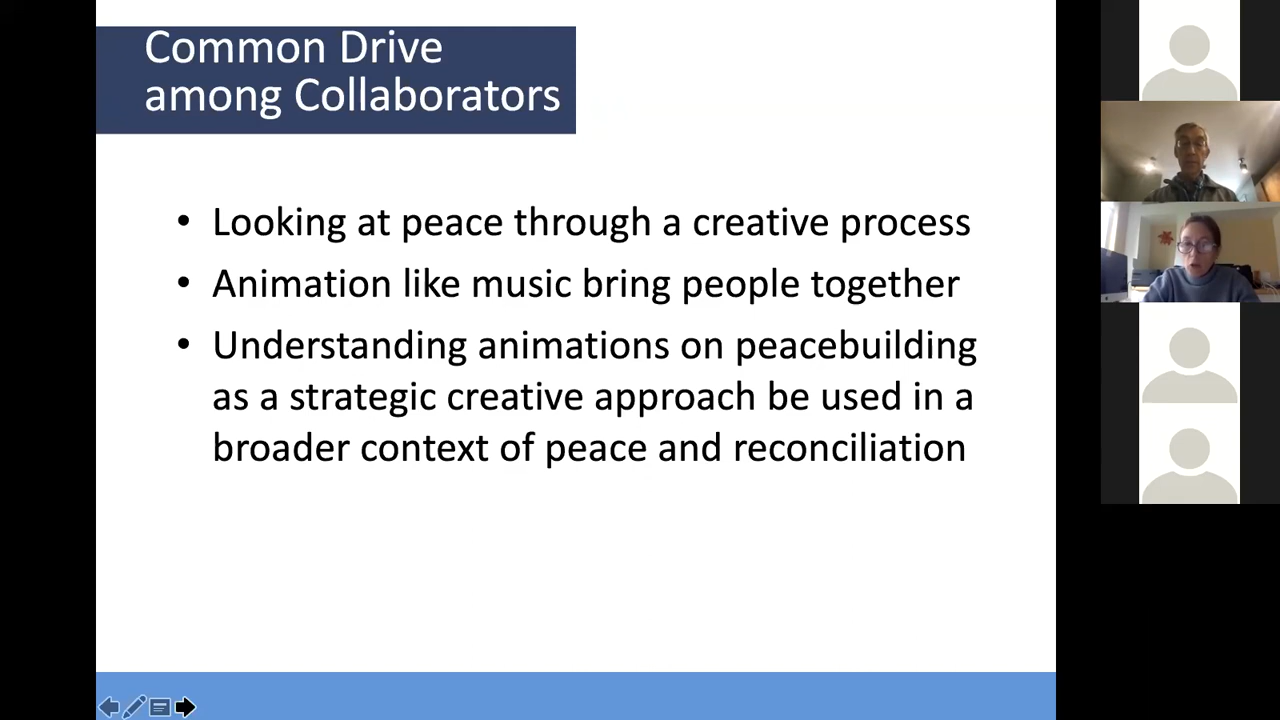 Common Drive
among Collaborators
• Looking at peace through a creative process
• Animation like music bring people together
• Understanding animations on peacebuilding
as a strategic creative approach be used in a
broader context of peace and reconciliation